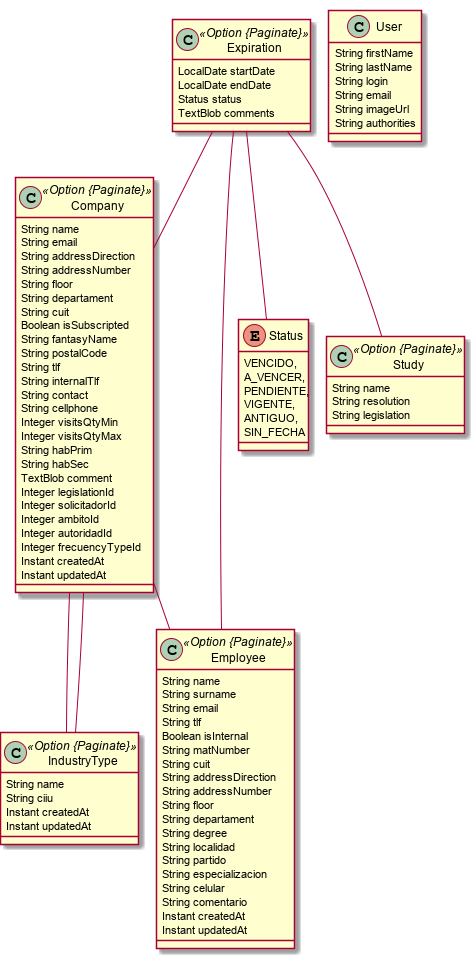 C
«Option {Paginate}»
Expiration
LocalDate startDate
LocalDate endDate
Status status
TextBlob comments
C
User
String firstName
String lastName
String login
String email
String imageUrl
String authorities
C
«Option {Paginate}»
Company
String name
String email
String addressDirection
String addressNumber
String floor
String departament
String cuit
Boolean isSubscripted
String fantasyName
String postalCode
String tlf
String internalTlf
String contact
String cellphone
Integer visitsQtyMin
Integer visitsQtyMax
String habPrim
String habSec
TextBlob comment
Integer legislationId
Integer solicitadorId
Integer ambitoId
Integer autoridadId
Integer frecuencyTypeId
Instant createdAt
Instant updatedAt
E
Status
VENCIDO,
A_VENCER,
PENDIENTE,
VIGENTE,
ANTIGUO,
SIN_FECHA
C
«Option {Paginate}»
Study
String name
String resolution
String legislation
C
«Option {Paginate}»
Employee
String name
String surname
String email
String tlf
Boolean isInternal
String matNumber
String cuit
String addressDirection
String addressNumber
String floor
String departament
String degree
String localidad
String partido
String especializacion
String celular
String comentario
Instant createdAt
Instant updatedAt
C
«Option {Paginate}»
IndustryType
String name
String ciiu
Instant createdAt
Instant updatedAt